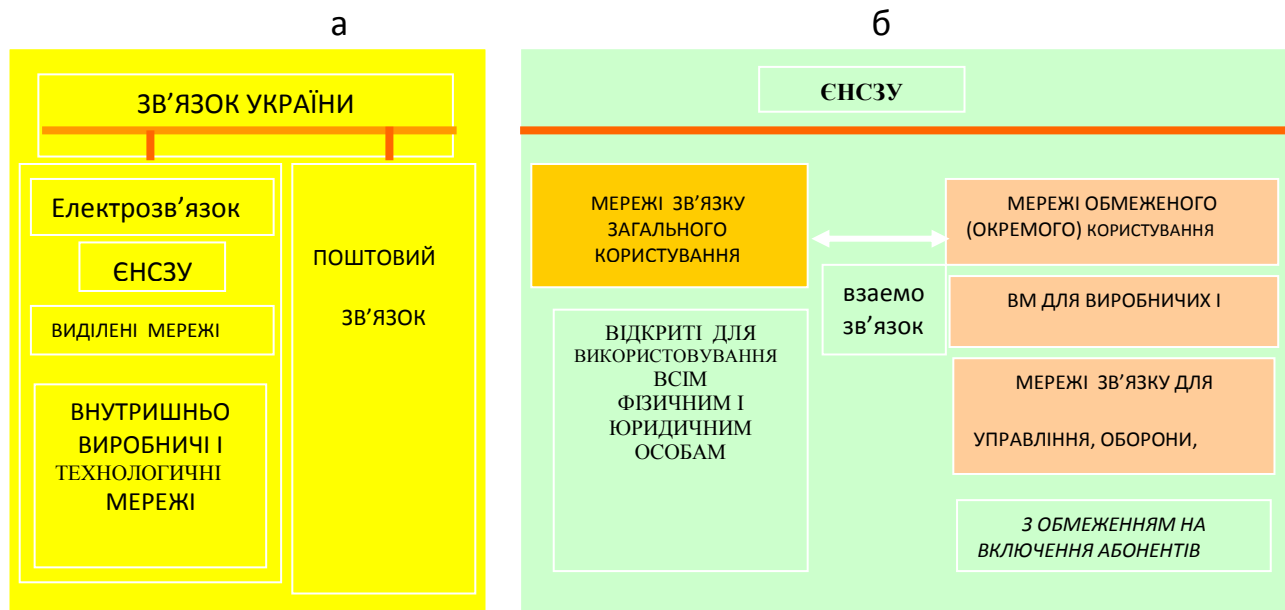 а
ЗВ’ЯЗОК УКРАЇНИ
Електрозв’язок
ЄНСЗУ
ВИДІЛЕНІ МЕРЕЖІ
ВНУТРИШНЬО
ВИРОБНИЧІ І
ТЕХНОЛОГИЧНІ
МЕРЕЖІ
ПОШТОВИЙ
ЗВ’ЯЗОК
б
ЄНСЗУ
МЕРЕЖІ ЗВ’ЯЗКУ
ЗАГАЛЬНОГО
КОРИСТУВАННЯ
ВІДКРИТІ ДЛЯ
ВИКОРИСТОВУВАННЯ
ВСІМ
ФІЗИЧНИМ І
ЮРИДИЧНИМ
ОСОБАМ
взаемо
зв’язок
МЕРЕЖІ ОБМЕЖЕНОГО
(ОКРЕМОГО) КОРИСТУВАННЯ
ВМ ДЛЯ ВИРОБНИЧИХ І
МЕРЕЖІ ЗВ’ЯЗКУ ДЛЯ
УПРАВЛІННЯ, ОБОРОНИ,
З ОБМЕЖЕННЯМ НА
ВКЛЮЧЕННЯ АБОНЕНТІВ